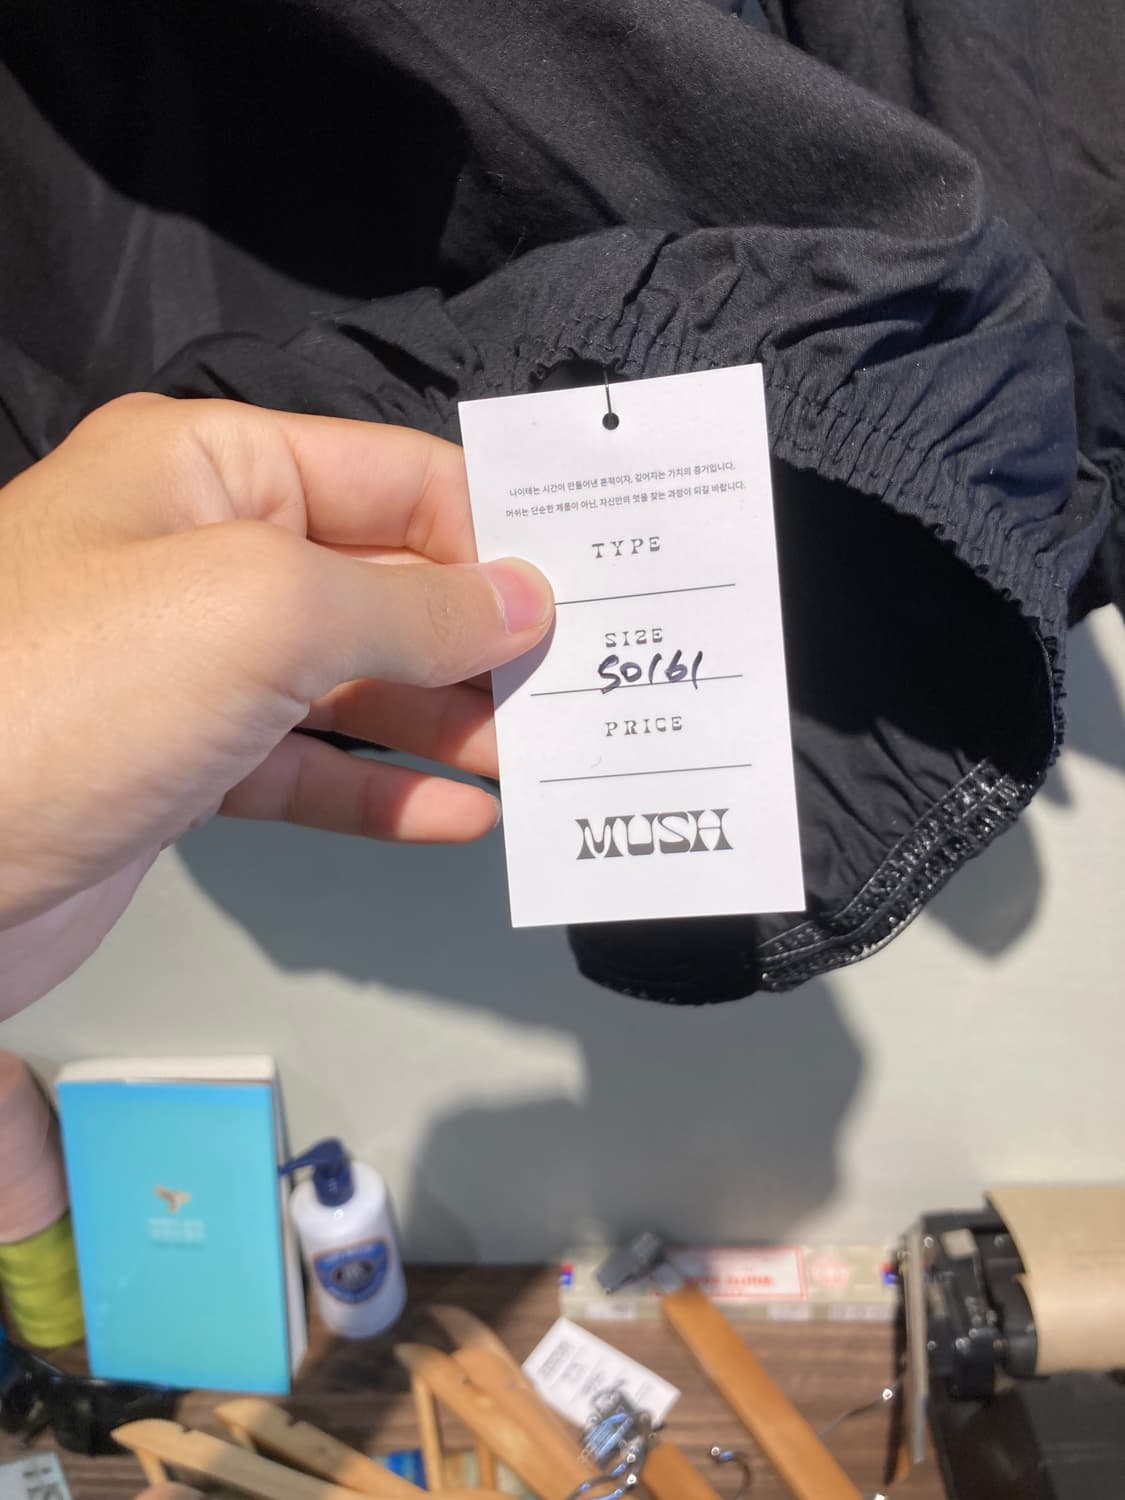 나이테는 시간이 만들어낸 흔적이자, 깊어지는 가치의 증거입니다.
머쉬는 단순한 제품이 아닌, 자신만의 멋을 찾는 과정이 되길 바랍니다.
TYPE
SIZE
50161
PRICE
MUSH